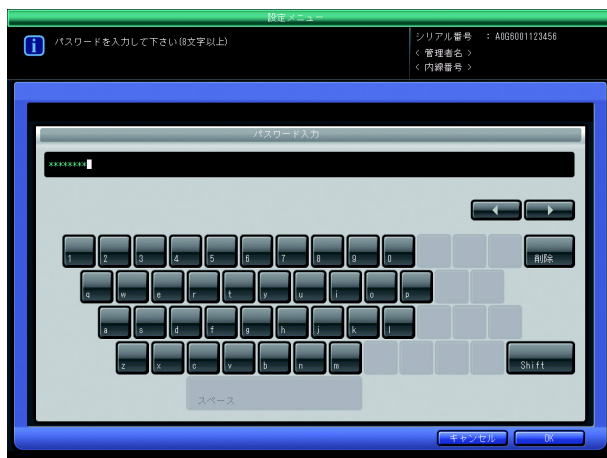 設定メニュー
パスワードを入力して下さい(8文字以上)
シリアル番号 : A0G6001123456
< 管理者名 >
< 内線番号 >
パスワード入力
********
1 2 3 4 5 6 7 8 9 0 削除
q w e r t y u i o p
a s d f g h j k l
z x c v b n m Shift
スペース
キャンセル OK